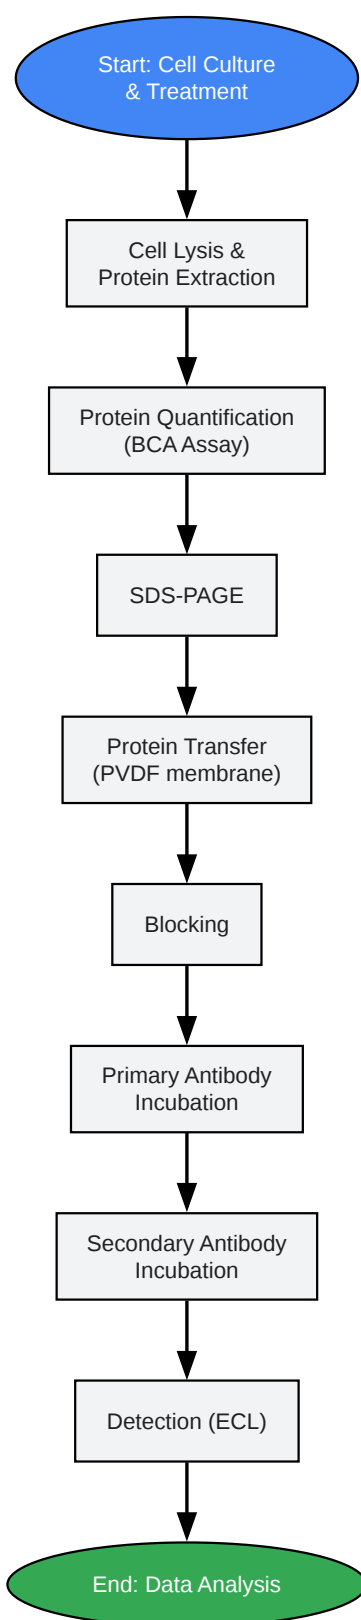 Start: Cell Culture
& Treatment
Cell Lysis &
Protein Extraction
Protein Quantification
(BCA Assay)
SDS-PAGE
Protein Transfer
(PVDF membrane)
Blocking
Primary Antibody
Incubation
Secondary Antibody
Incubation
Detection (ECL)
End: Data Analysis